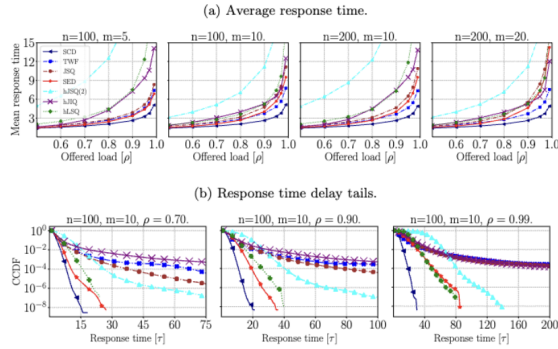 (a) Average response time.
n=100, m=5.
n=100, m=10.
n=200, m=10.
n=200, m=20.
Mean response time
15
12
9
6
3
SCD
TWF
JSQ
SED
hJSQ(2)
hJIQ
hLSQ
0.6 0.7 0.8 0.9 1.0
0.6 0.7 0.8 0.9 1.0
0.6 0.7 0.8 0.9 1.0
0.6 0.7 0.8 0.9 1.0
Offered load [ρ]
Offered load [ρ]
Offered load [ρ]
Offered load [ρ]
(b) Response time delay tails.
n=100, m=10, ρ = 0.70.
n=100, m=10, ρ = 0.90.
n=100, m=10, ρ = 0.99.
CCDF
10⁰
10⁻²
10⁻⁴
10⁻⁶
10⁻⁸
15 30 45 60 75
20 40 60 80 100
40 80 120 160 200
Response time [τ]
Response time [τ]
Response time [τ]